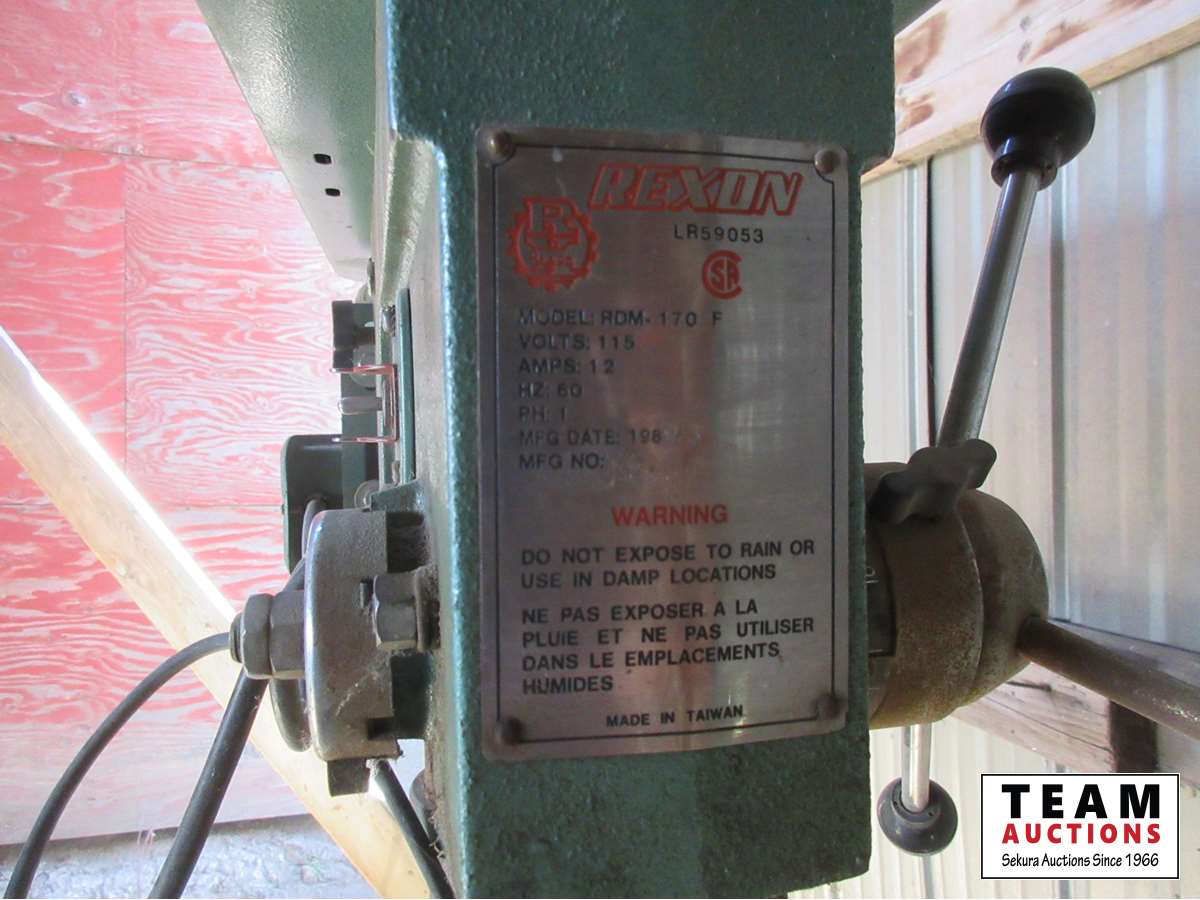 REXON
LR59053
MODEL: RDM-170 F
VOLTS: 115
AMPS: 12
HZ: 60
PH: 1
MFG DATE: 198
MFG NO:
WARNING
DO NOT EXPOSE TO RAIN OR
USE IN DAMP LOCATIONS
NE PAS EXPOSER A LA
PLUIE ET NE PAS UTILISER
DANS LE EMPLACEMENTS
HUMIDES
MADE IN TAIWAN
TEAM
AUCTIONS
Sekura Auctions Since 1966